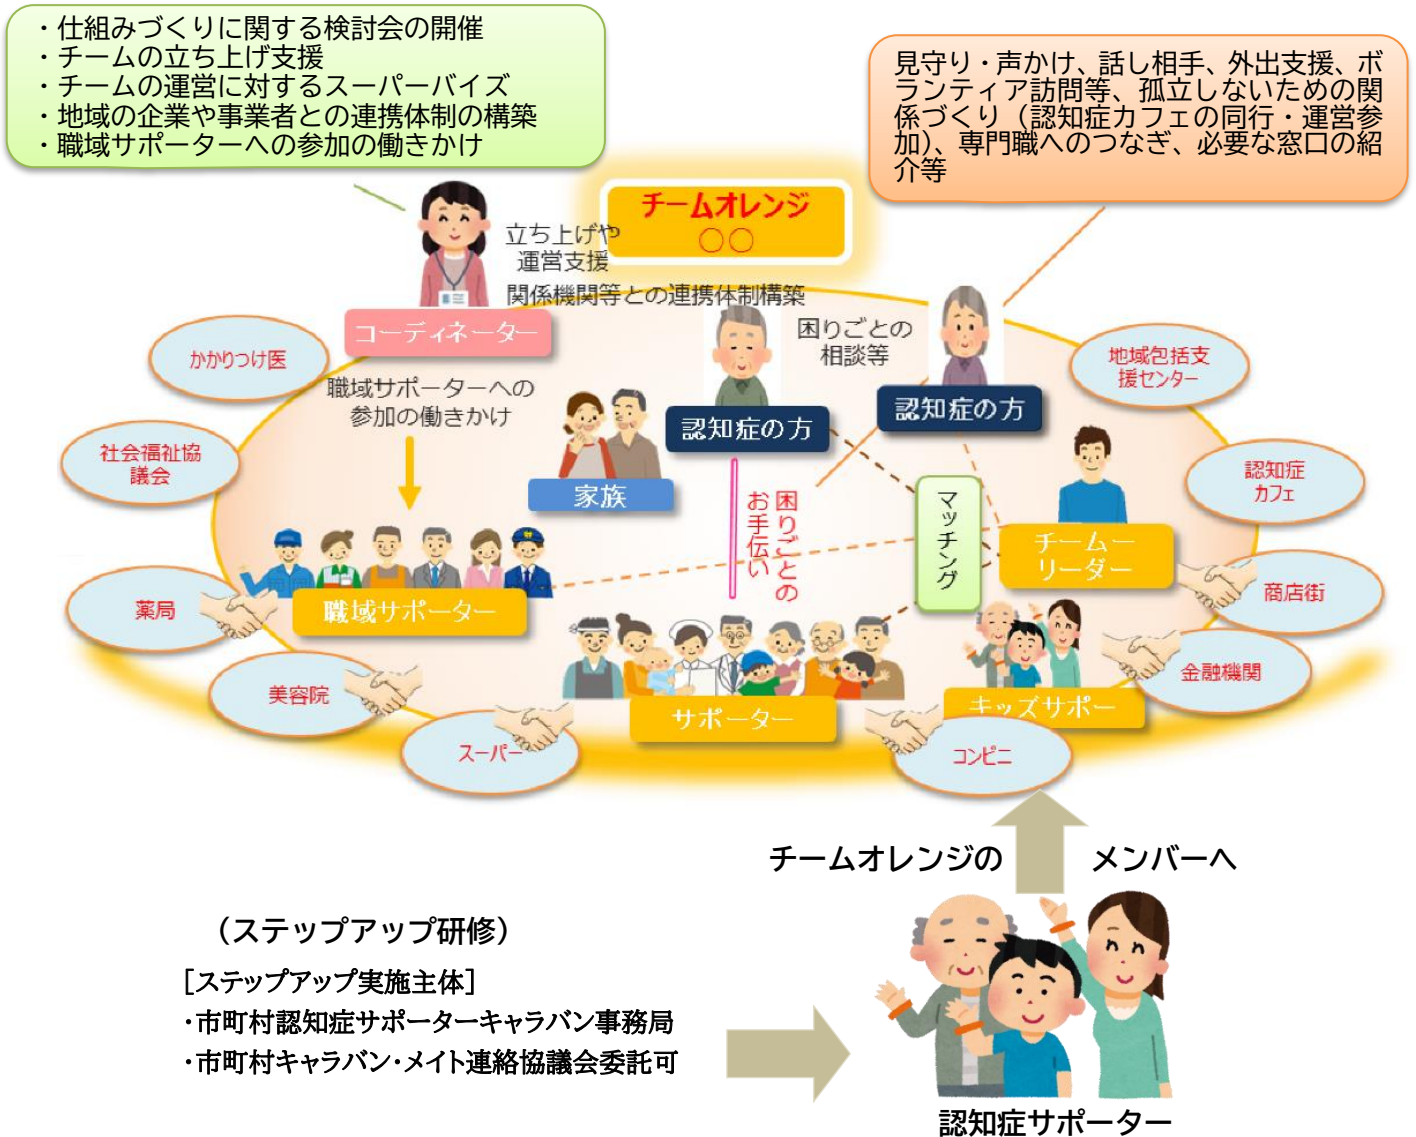 ・仕組みづくりに関する検討会の開催
・チームの立ち上げ支援
・チームの運営に対するスーパーバイズ
・地域の企業や事業者との連携体制の構築
・職域サポーターへの参加の働きかけ
見守り・声かけ、話し相手、外出支援、ボ
ランティア訪問等、孤立しないための関
係づくり（認知症カフェの同行・運営参
加）、専門職へのつなぎ、必要な窓口の紹
介等
チームオレンジ
〇〇
立ち上げや
運営支援
関係機関等との連携体制構築
コーディネーター
困りごとの
相談等
かかりつけ医
地域包括支
援センター
職域サポーターへの
参加の働きかけ
認知症の方
認知症の方
社会福祉協
議会
認知症
カフェ
家族
困りごとの
お手伝い
マッチング
チームー
リーダー
薬局
職域サポーター
商店街
美容院
金融機関
サポーター
キッズサポー
スーパー
コンビニ
チームオレンジの
メンバーへ
（ステップアップ研修）
［ステップアップ実施主体］
・市町村認知症サポーターキャラバン事務局
・市町村キャラバン・メイト連絡協議会委託可
認知症サポーター